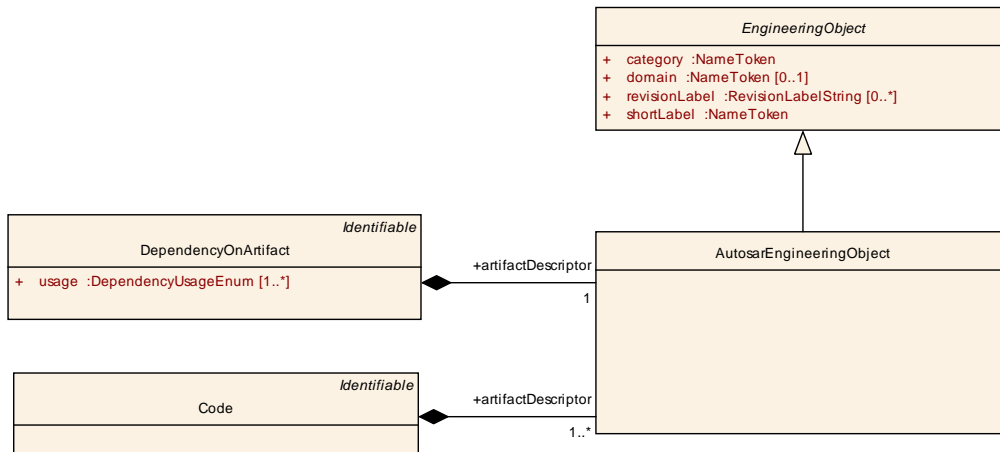 EngineeringObject
+ category :NameToken
+ domain :NameToken [0..1]
+ revisionLabel :RevisionLabelString [0..*]
+ shortLabel :NameToken
Identifiable
DependencyOnArtifact
+ usage :DependencyUsageEnum [1..*]
AutosarEngineeringObject
+artifactDescriptor
1
Identifiable
Code
+artifactDescriptor
1..*